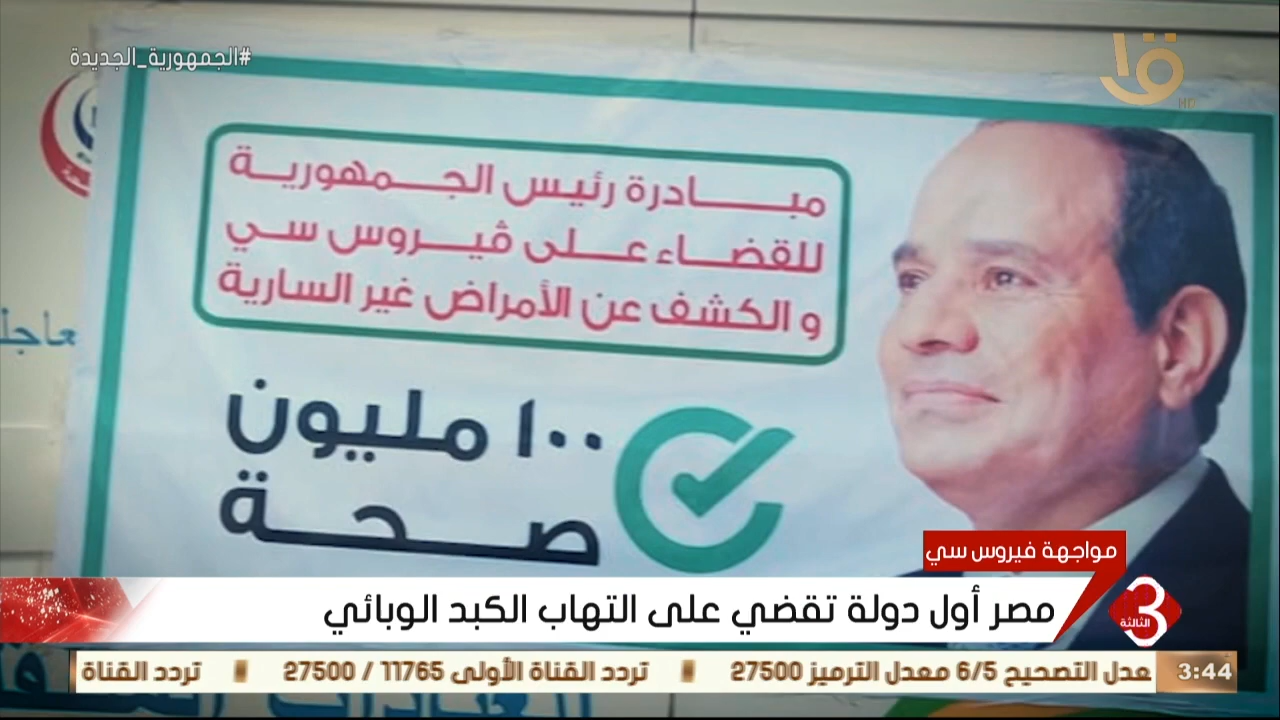 #الجمهورية_الجديدة
مبادرة رئيس الجمهورية
للقضاء على ڤيروس سي
و الكشف عن الأمراض غير السارية
١٠٠ مليون
صحة
مواجهة فيروس سي
مصر أول دولة تقضي على التهاب الكبد الوبائي
3
الثالثة
3:44
عدل التصحيح 6/5 معدل الترميز 27500 تردد القناة الأولى 11765 / 27500 تردد القناة